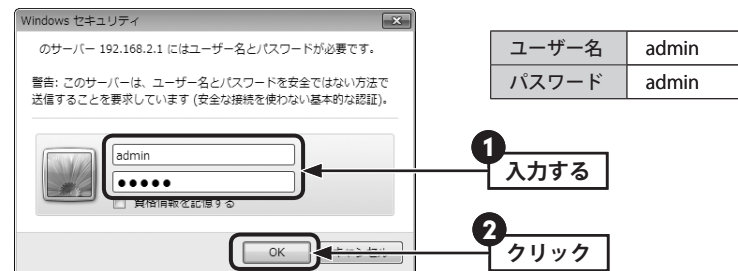 Windows セキュリティ
のサーバー 192.168.2.1 にはユーザー名とパスワードが必要です。
警告: このサーバーは、ユーザー名とパスワードを安全ではない方法で
送信することを要求しています (安全な接続を使わない基本的な認証)。
admin
●●●●●
資格情報を記憶する
OK
キャンセル
ユーザー名 admin
パスワード admin
1
入力する
2
クリック